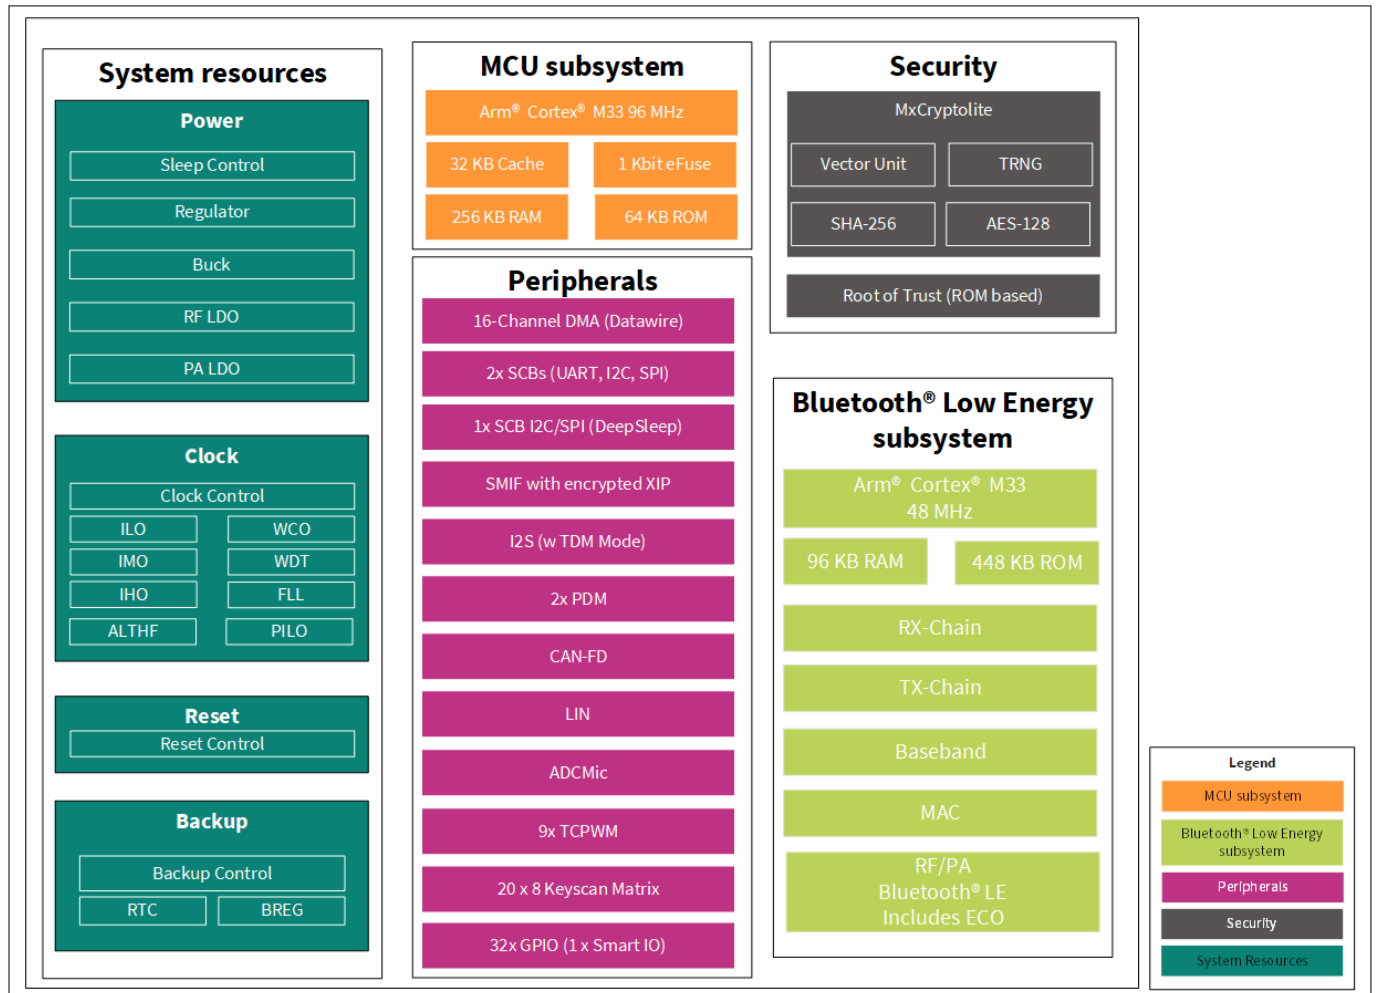 System resources
Power
Sleep Control
Regulator
Buck
RF LDO
PA LDO
Clock
Clock Control
ILO
WCO
IMO
WDT
IHO
FLL
ALTHF
PILO
Reset
Reset Control
Backup
Backup Control
RTC
BREG
MCU subsystem
Arm® Cortex® M33 96 MHz
32 KB Cache
1 Kbit eFuse
256 KB RAM
64 KB ROM
Peripherals
16-Channel DMA (Datawire)
2x SCBs (UART, I2C, SPI)
1x SCB I2C/SPI (DeepSleep)
SMIF with encrypted XIP
I2S (w TDM Mode)
2x PDM
CAN-FD
LIN
ADCMic
9x TCPWM
20 x 8 Keyscan Matrix
32x GPIO (1 x Smart IO)
Security
MxCryptolite
Vector Unit
TRNG
SHA-256
AES-128
Root of Trust (ROM based)
Bluetooth® Low Energy
subsystem
Arm® Cortex® M33
48 MHz
96 KB RAM
448 KB ROM
RX-Chain
TX-Chain
Baseband
MAC
RF/PA
Bluetooth® LE
Includes ECO
Legend
MCU subsystem
Bluetooth® Low Energy
subsystem
Peripherals
Security
System Resources